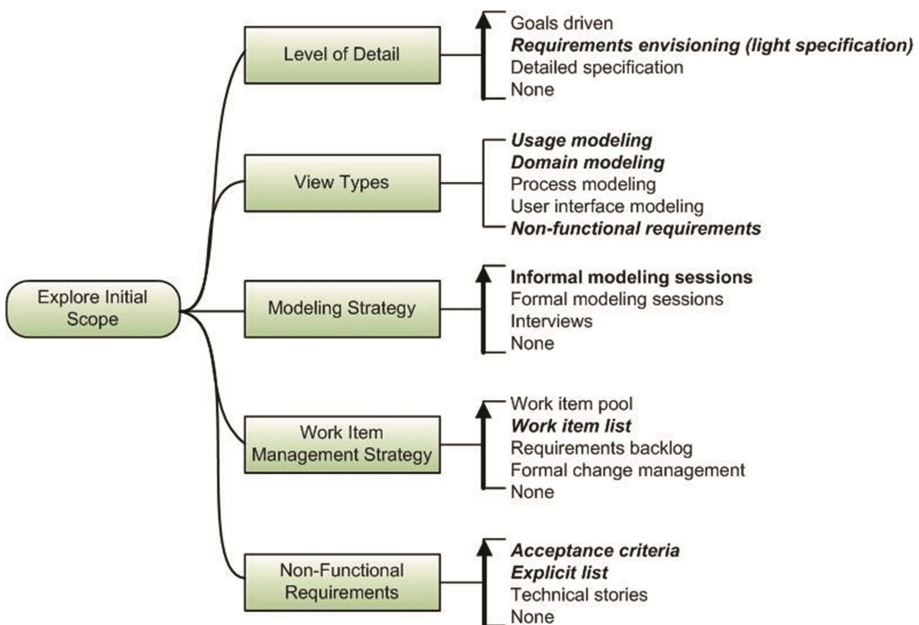 Explore Initial
Scope
Level of Detail
Goals driven
Requirements envisioning (light specification)
Detailed specification
None
View Types
Usage modeling
Domain modeling
Process modeling
User interface modeling
Non-functional requirements
Modeling Strategy
Informal modeling sessions
Formal modeling sessions
Interviews
None
Work Item
Management Strategy
Work item pool
Work item list
Requirements backlog
Formal change management
None
Non-Functional
Requirements
Acceptance criteria
Explicit list
Technical stories
None